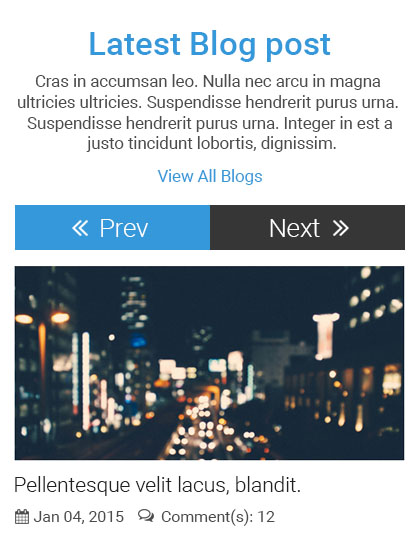 Latest Blog post
Cras in accumsan leo. Nulla nec arcu in magna
ultricies ultricies. Suspendisse hendrerit purus urna.
Suspendisse hendrerit purus urna. Integer in est a
justo tincidunt lobortis, dignissim.
View All Blogs
« Prev
Next »
Pellentesque velit lacus, blandit.
Jan 04, 2015 Comment(s): 12